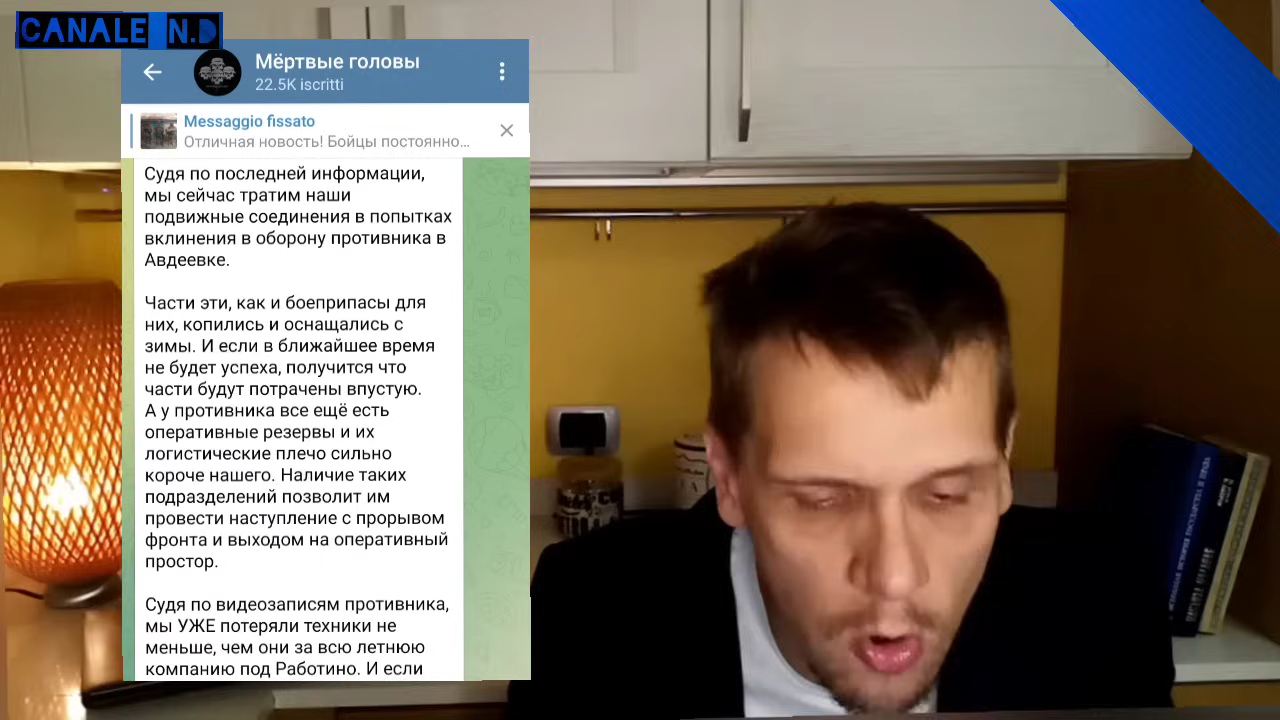 CANALE N.D
Мёртвые головы
22.5K iscritti
Messaggio fissato
Отличная новость! Бойцы постоянно...
Судя по последней информации,
мы сейчас тратим наши
подвижные соединения в попытках
вклинения в оборону противника в
Авдеевке.
Части эти, как и боеприпасы для
них, копились и оснащались с
зимы. И если в ближайшее время
не будет успеха, получится что
части будут потрачены впустую.
А у противника все ещё есть
оперативные резервы и их
логистические плечо сильно
короче нашего. Наличие таких
подразделений позволит им
провести наступление с прорывом
фронта и выходом на оперативный
простор.
Судя по видеозаписям противника,
мы УЖЕ потеряли техники не
меньше, чем они за всю летнюю
компанию под Работино. И если